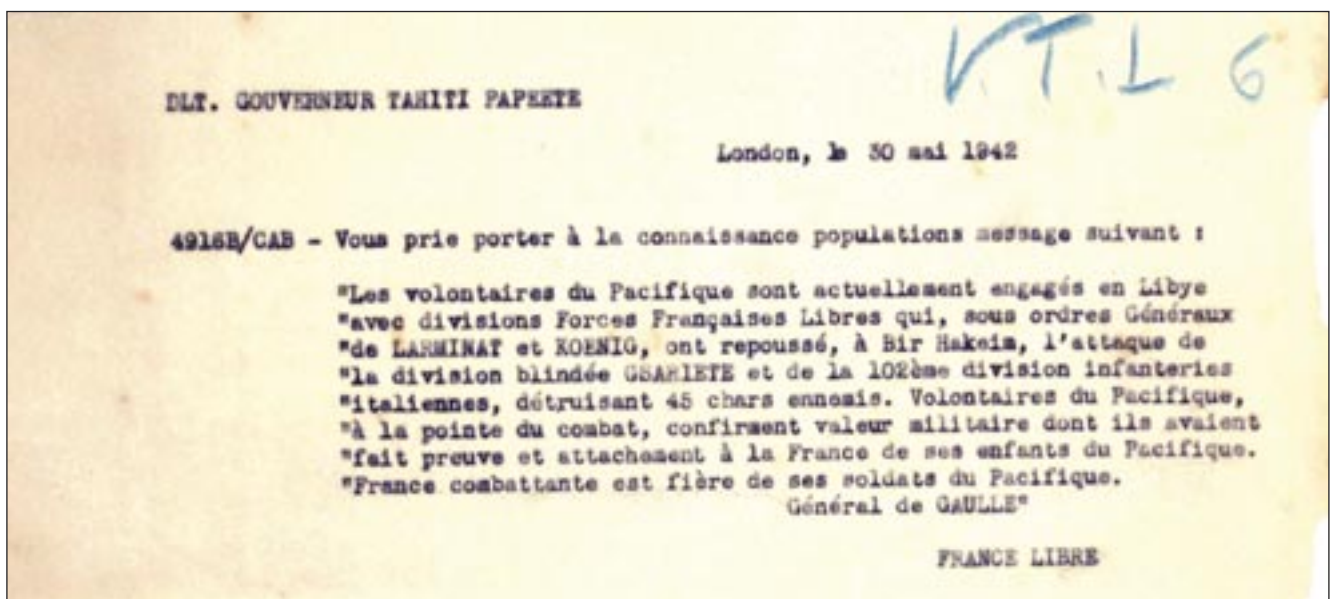 V.T.L 6
DLT. GOUVERNEUR TAHITI PAPEETE
London, le 30 mai 1942
4916B/CAB - Vous prie porter à la connaissance populations message suivant :
"Les volontaires du Pacifique sont actuellement engagés en Libye
"avec divisions Forces Françaises Libres qui, sous ordres Généraux
"de LARMINAT et KOENIG, ont repoussé, à Bir Hakeim, l'attaque de
"la division blindée GSARIETE et de la 102ème division infanteries
"italiennes, détruisant 45 chars ennemis. Volontaires du Pacifique,
"à la pointe du combat, confirment valeur militaire dont ils avaient
"fait preuve et attachement à la France de ses enfants du Pacifique.
"France combattante est fière de ses soldats du Pacifique.
Général de GAULLE"
FRANCE LIBRE